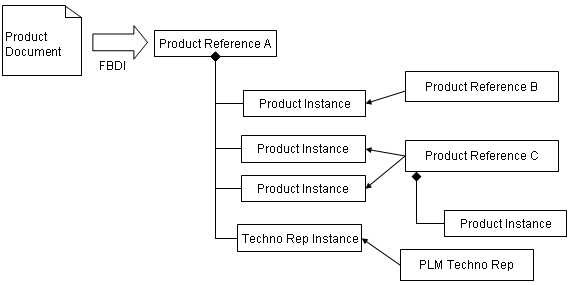 Product
Document
FBDI
Product Reference A
Product Instance
Product Reference B
Product Instance
Product Reference C
Product Instance
Product Instance
Techno Rep Instance
PLM Techno Rep